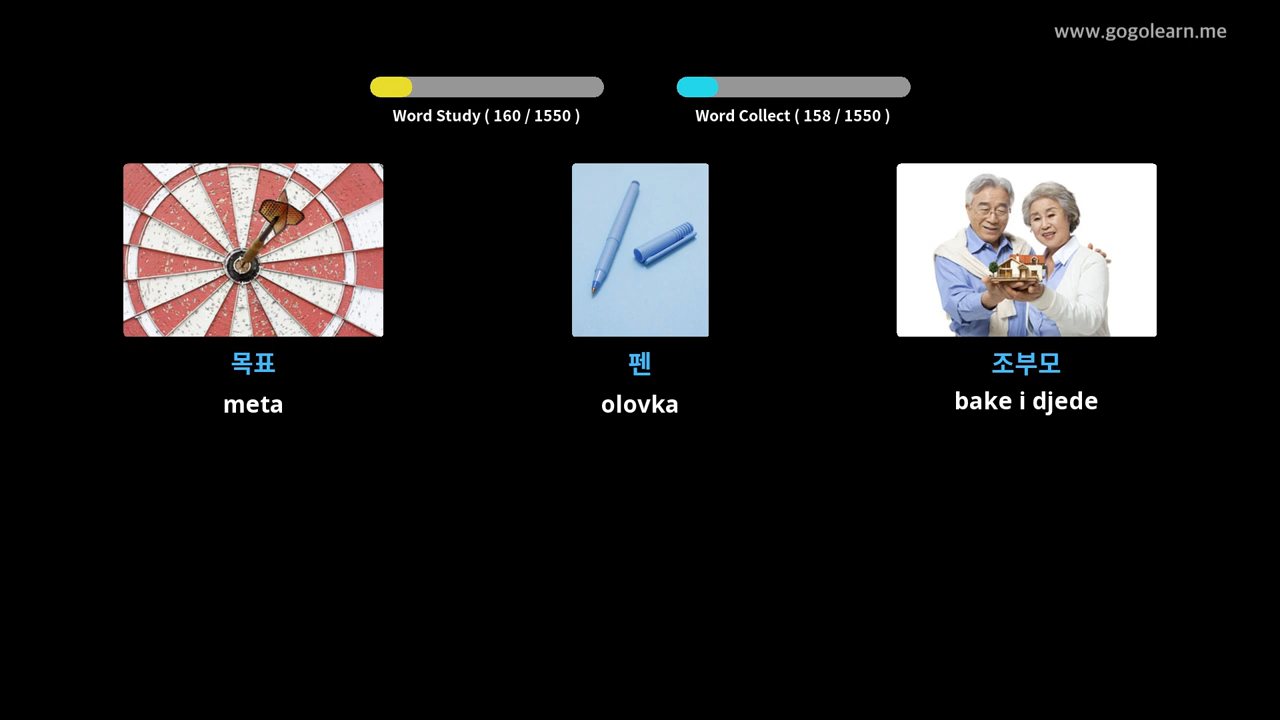 www.gogolearn.me
Word Study ( 160 / 1550 )
Word Collect ( 158 / 1550 )
목표
meta
펜
olovka
조부모
bake i djede